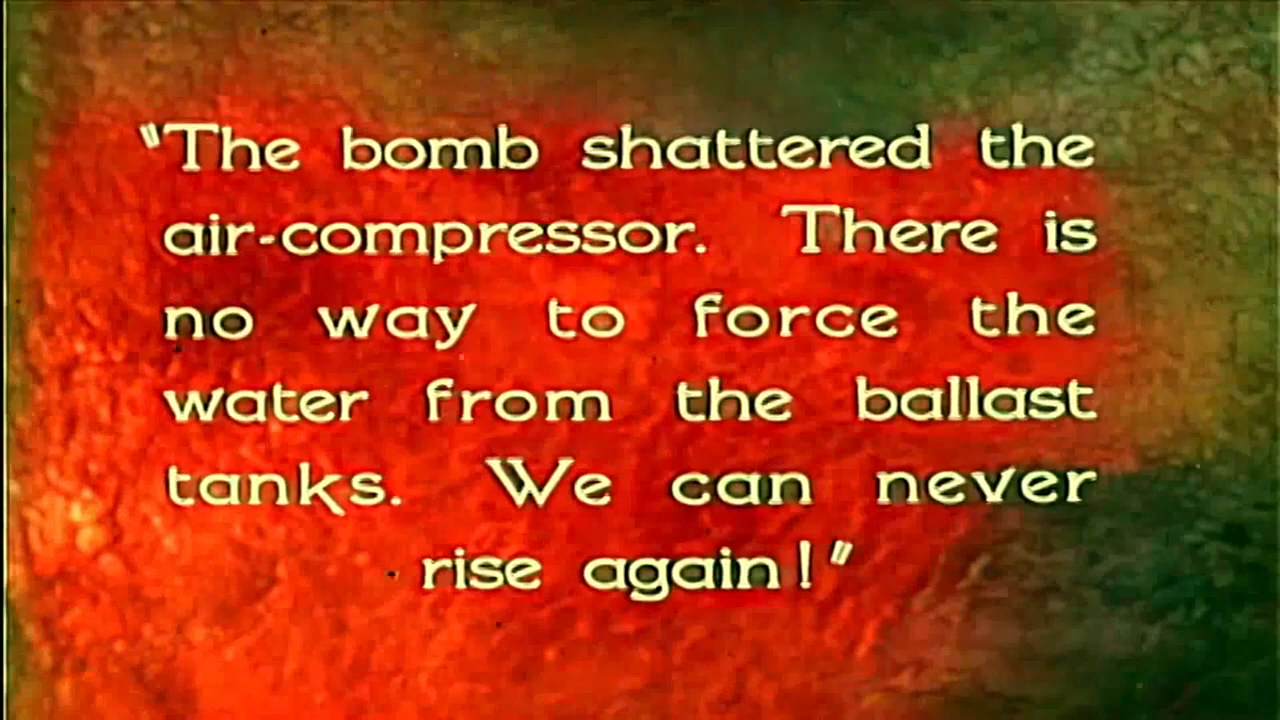 "The bomb shattered the
air-compressor. There is
no way to force the
water from the ballast
tanks. We can never
rise again!"